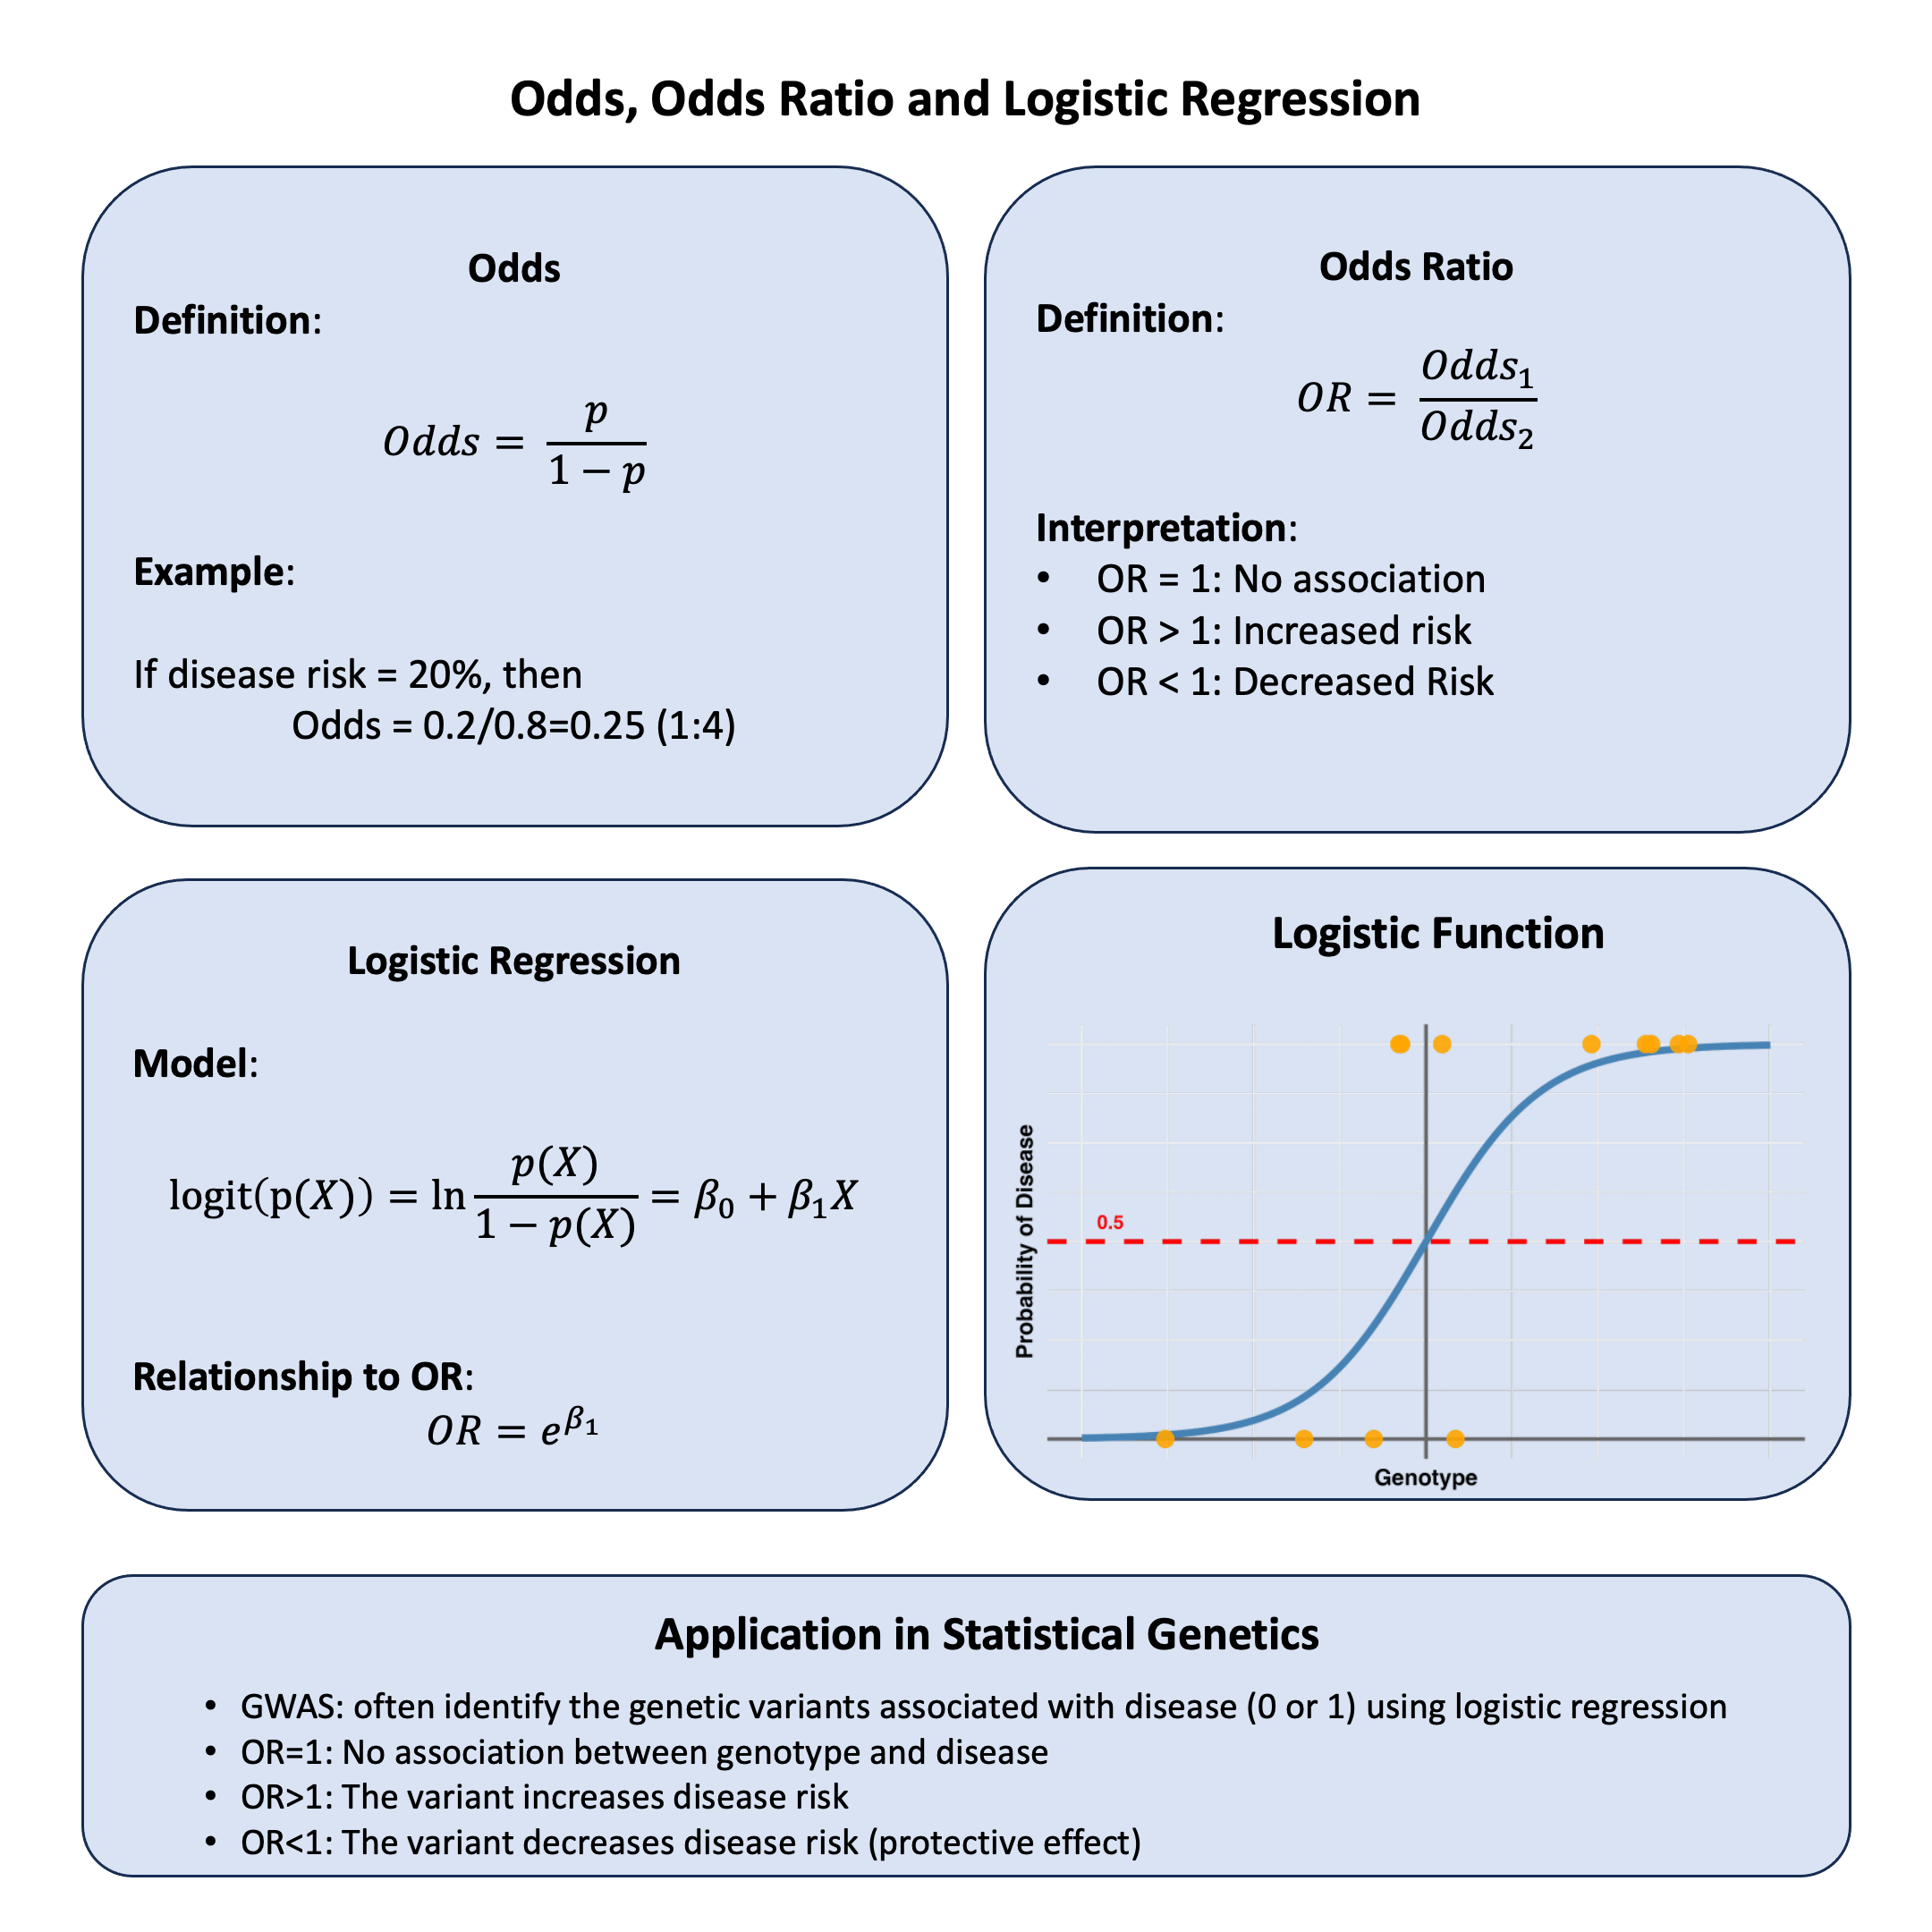 Odds, Odds Ratio and Logistic Regression
Odds
Definition:
Odds = p / (1 − p)
Example:
If disease risk = 20%, then
Odds = 0.2/0.8=0.25 (1:4)
Odds Ratio
Definition:
OR = Odds₁ / Odds₂
Interpretation:
• OR = 1: No association
• OR > 1: Increased risk
• OR < 1: Decreased Risk
Logistic Regression
Model:
logit(p(X)) = ln p(X) / (1 − p(X)) = β₀ + β₁X
Relationship to OR:
OR = e^β₁
Logistic Function
Probability of Disease
0.5
Genotype
Application in Statistical Genetics
• GWAS: often identify the genetic variants associated with disease (0 or 1) using logistic regression
• OR=1: No association between genotype and disease
• OR>1: The variant increases disease risk
• OR<1: The variant decreases disease risk (protective effect)